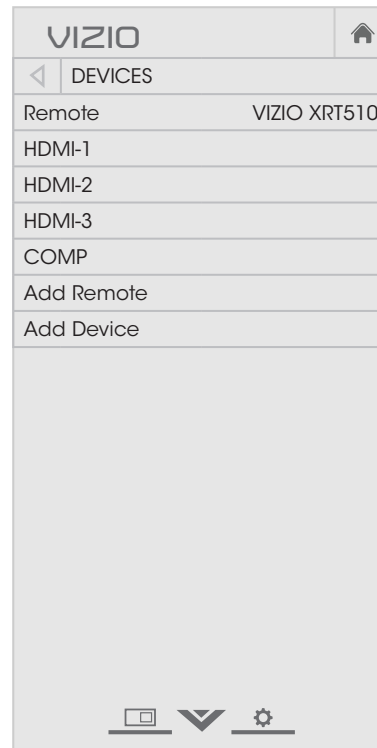 VIZIO
DEVICES
Remote VIZIO XRT510
HDMI-1
HDMI-2
HDMI-3
COMP
Add Remote
Add Device